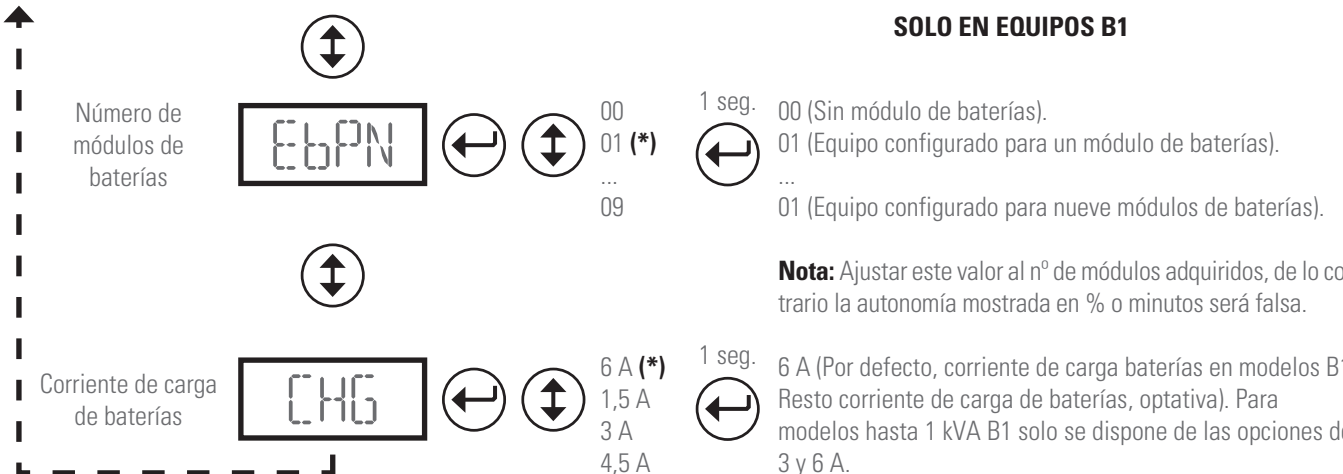 SOLO EN EQUIPOS B1
Número de
módulos de
baterías
EbPN
00
01 (*)
...
09
1 seg.
00 (Sin módulo de baterías).
01 (Equipo configurado para un módulo de baterías).
...
01 (Equipo configurado para nueve módulos de baterías).
Nota: Ajustar este valor al nº de módulos adquiridos, de lo co
trario la autonomía mostrada en % o minutos será falsa.
Corriente de carga
de baterías
CHG
6 A (*)
1,5 A
3 A
4,5 A
1 seg.
6 A (Por defecto, corriente de carga baterías en modelos B1
Resto corriente de carga de baterías, optativa). Para
modelos hasta 1 kVA B1 solo se dispone de las opciones de
3 y 6 A.